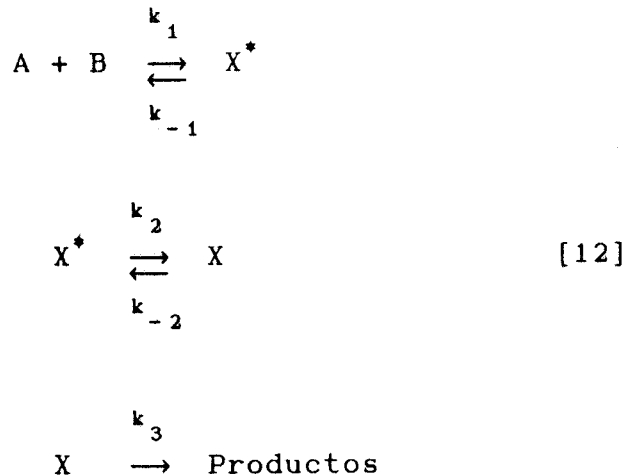 k₁
A + B ⇄ X*
k₋₁
k₂
X* ⇄ X [12]
k₋₂
k₃
X → Productos